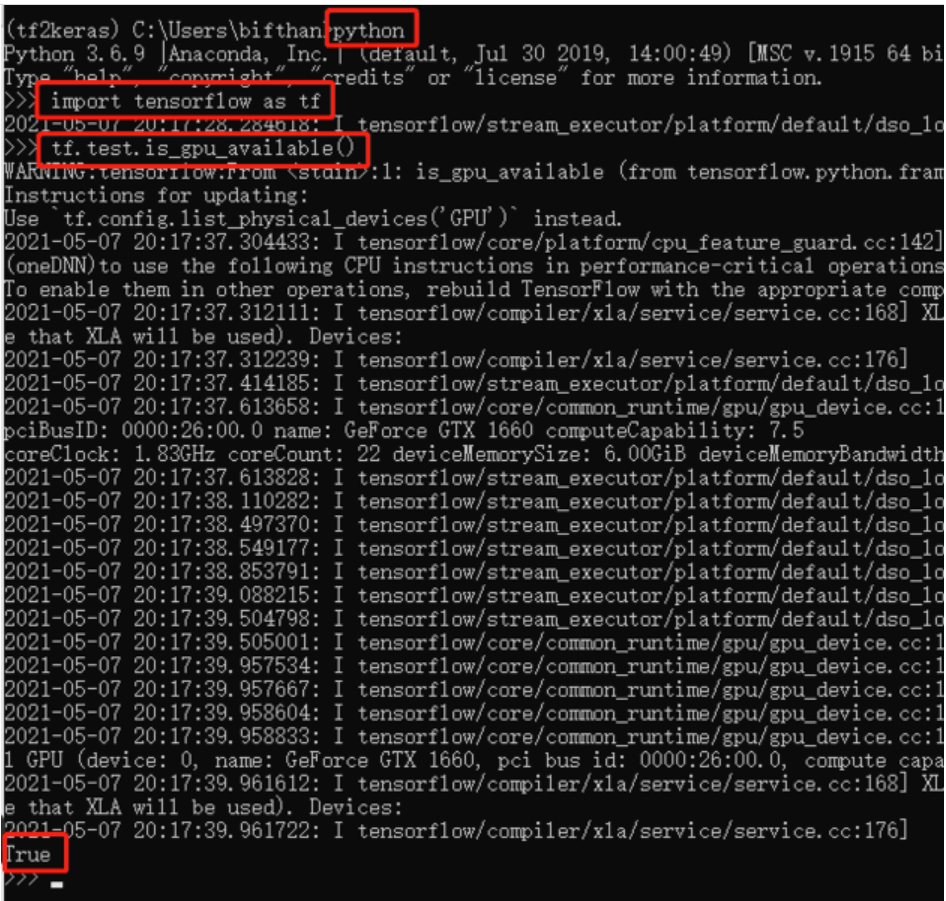 (tf2keras) C:\Users\bifthan>python
Python 3.6.9 |Anaconda, Inc.| (default, Jul 30 2019, 14:00:49) [MSC v.1915 64 bi
Type "help", "copyright", "credits" or "license" for more information.
>>> import tensorflow as tf
2021-05-07 20:17:28.284618: I tensorflow/stream_executor/platform/default/dso_lo
>>> tf.test.is_gpu_available()
WARNING:tensorflow:From <stdin>:1: is_gpu_available (from tensorflow.python.fram
Instructions for updating:
Use `tf.config.list_physical_devices('GPU')` instead.
2021-05-07 20:17:37.304433: I tensorflow/core/platform/cpu_feature_guard.cc:142]
(oneDNN)to use the following CPU instructions in performance-critical operations
To enable them in other operations, rebuild TensorFlow with the appropriate comp
2021-05-07 20:17:37.312111: I tensorflow/compiler/xla/service/service.cc:168] XL
e that XLA will be used). Devices:
2021-05-07 20:17:37.312239: I tensorflow/compiler/xla/service/service.cc:176]
2021-05-07 20:17:37.414185: I tensorflow/stream_executor/platform/default/dso_lo
2021-05-07 20:17:37.613658: I tensorflow/core/common_runtime/gpu/gpu_device.cc:1
pciBusID: 0000:26:00.0 name: GeForce GTX 1660 computeCapability: 7.5
coreClock: 1.83GHz coreCount: 22 deviceMemorySize: 6.00GiB deviceMemoryBandwidth
2021-05-07 20:17:37.613828: I tensorflow/stream_executor/platform/default/dso_lo
2021-05-07 20:17:38.110282: I tensorflow/stream_executor/platform/default/dso_lo
2021-05-07 20:17:38.497370: I tensorflow/stream_executor/platform/default/dso_lo
2021-05-07 20:17:38.549177: I tensorflow/stream_executor/platform/default/dso_lo
2021-05-07 20:17:38.853791: I tensorflow/stream_executor/platform/default/dso_lo
2021-05-07 20:17:39.088215: I tensorflow/stream_executor/platform/default/dso_lo
2021-05-07 20:17:39.504798: I tensorflow/stream_executor/platform/default/dso_lo
2021-05-07 20:17:39.505001: I tensorflow/core/common_runtime/gpu/gpu_device.cc:1
2021-05-07 20:17:39.957534: I tensorflow/core/common_runtime/gpu/gpu_device.cc:1
2021-05-07 20:17:39.957667: I tensorflow/core/common_runtime/gpu/gpu_device.cc:1
2021-05-07 20:17:39.958604: I tensorflow/core/common_runtime/gpu/gpu_device.cc:1
2021-05-07 20:17:39.958833: I tensorflow/core/common_runtime/gpu/gpu_device.cc:1
1 GPU (device: 0, name: GeForce GTX 1660, pci bus id: 0000:26:00.0, compute capa
2021-05-07 20:17:39.961612: I tensorflow/compiler/xla/service/service.cc:168] XL
e that XLA will be used). Devices:
2021-05-07 20:17:39.961722: I tensorflow/compiler/xla/service/service.cc:176]
True
>>>